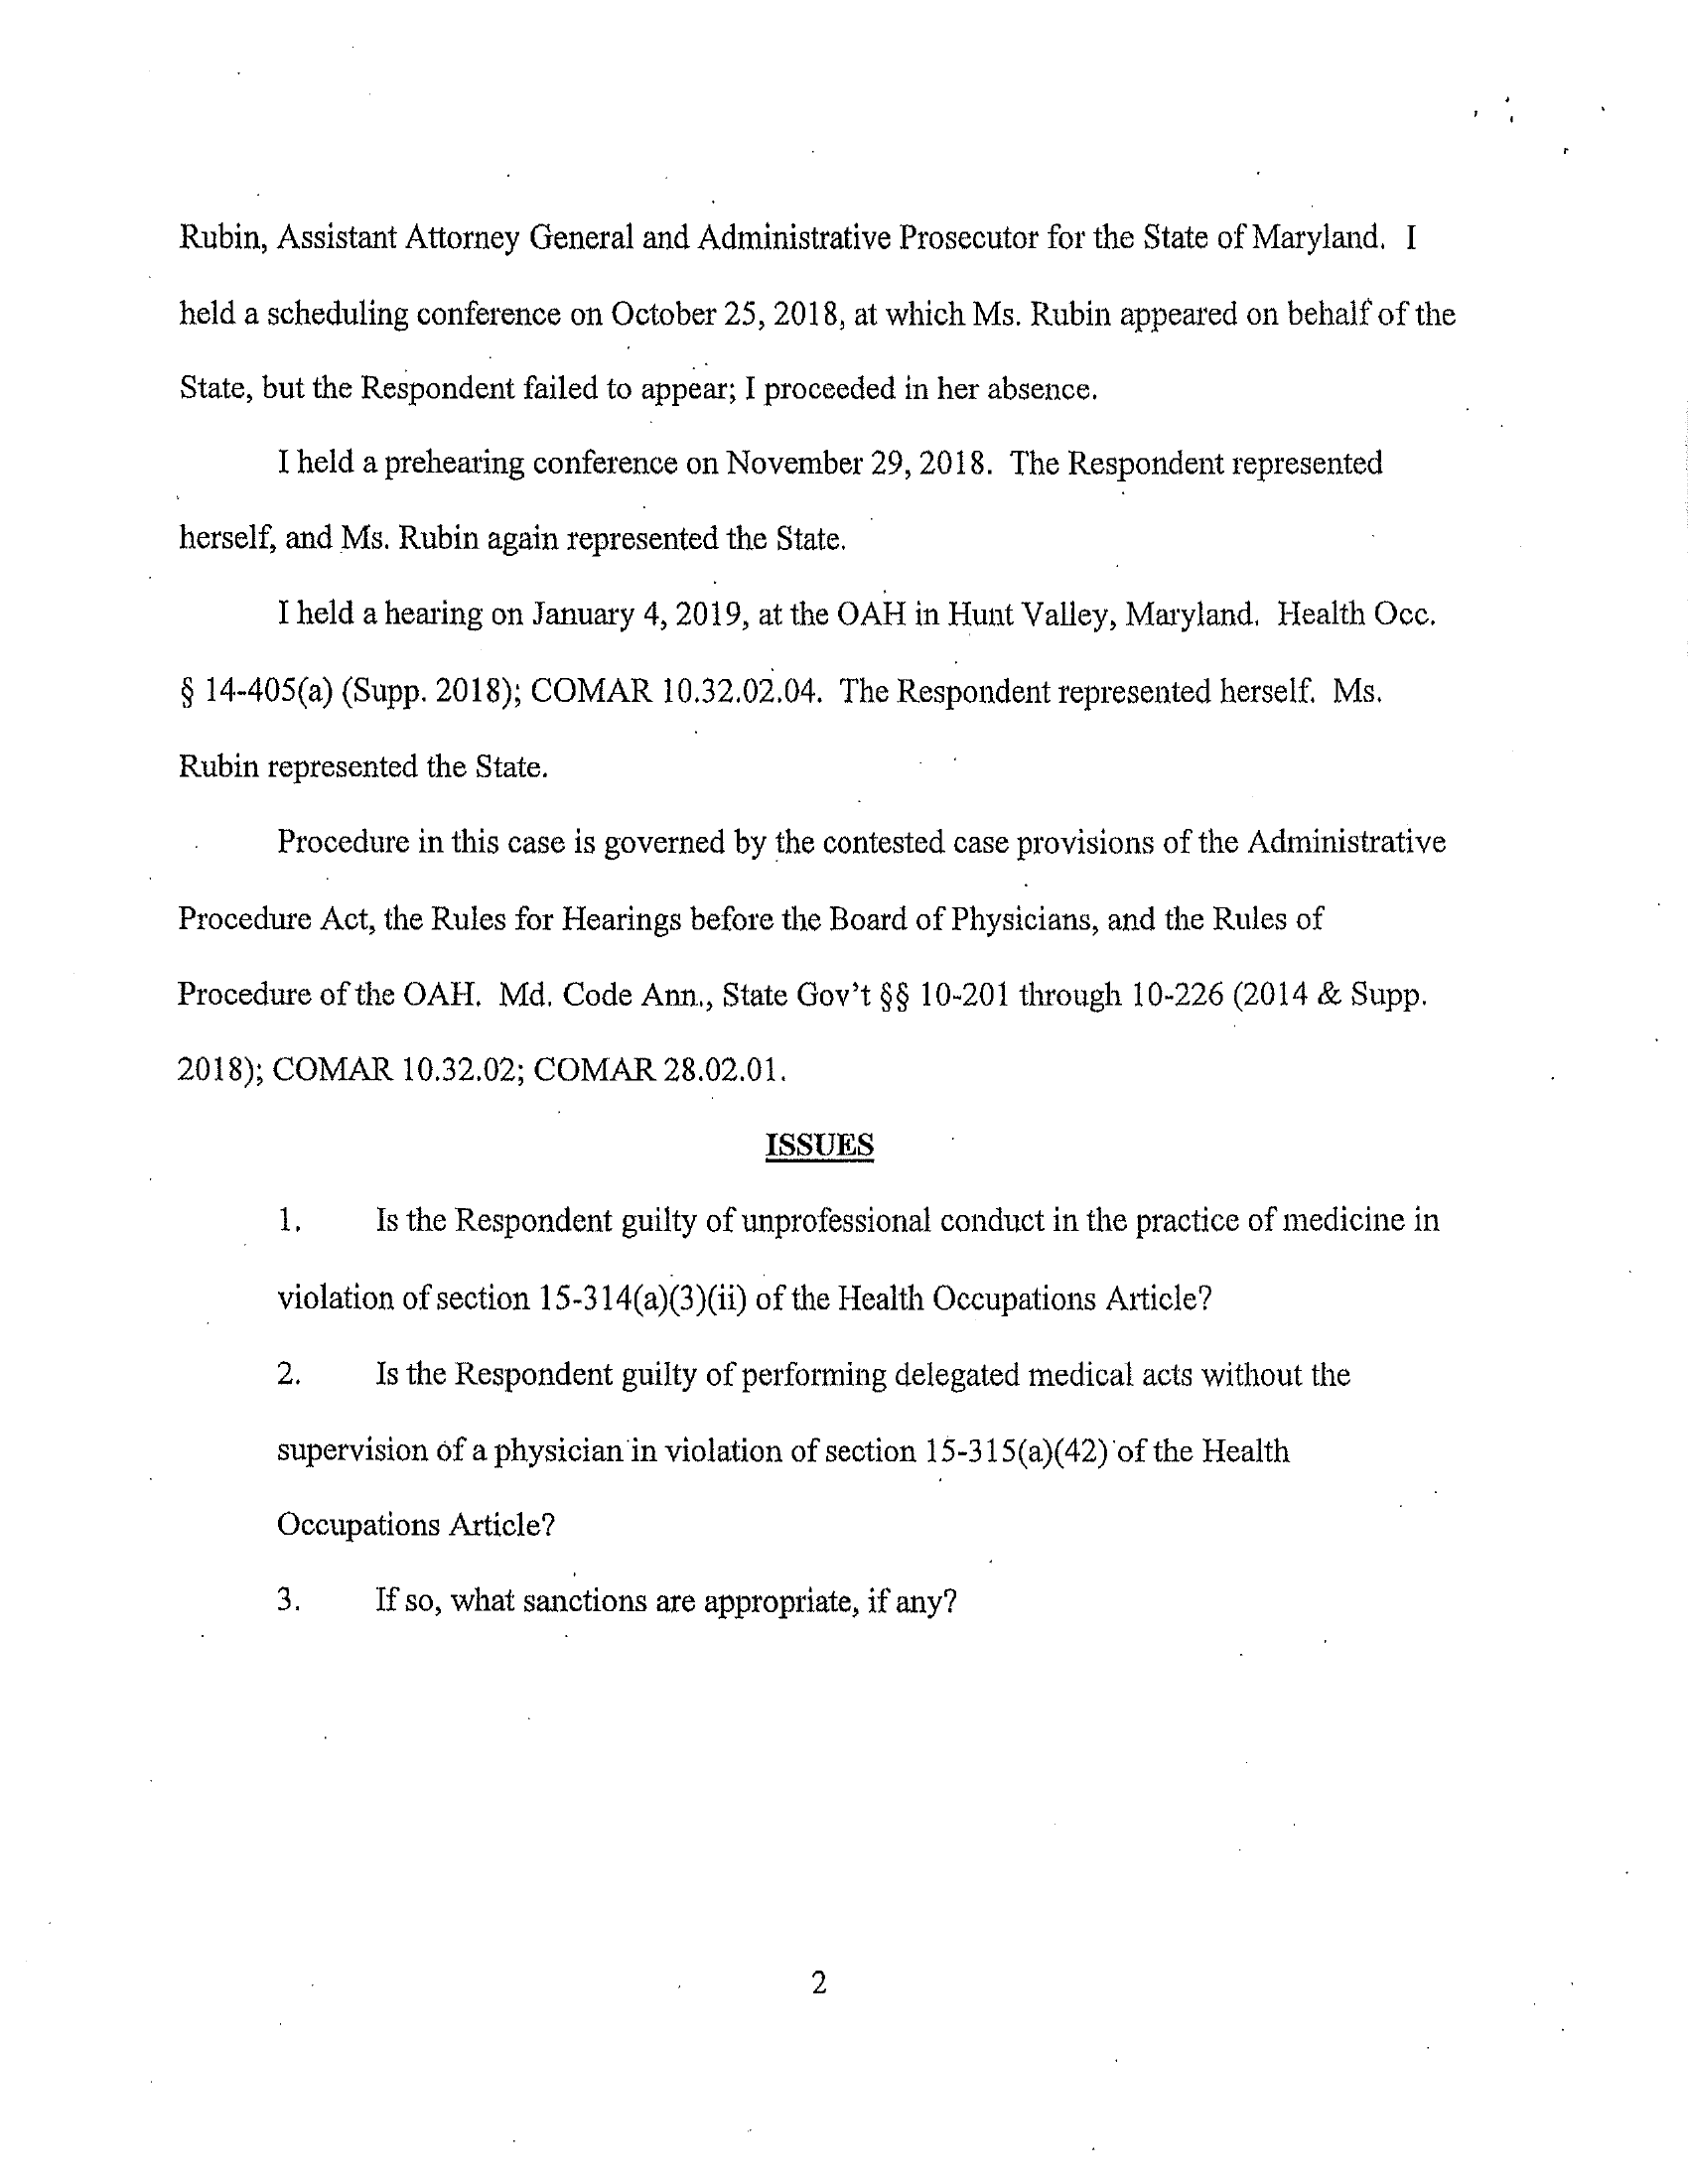 Rubin, Assistant Attorney General and Administrative Prosecutor for the State of Maryland. I
held a scheduling conference on October 25, 2018, at which Ms. Rubin appeared on behalf of the
State, but the Respondent failed to appear; I proceeded in her absence.
I held a prehearing conference on November 29, 2018. The Respondent represented
herself, and Ms. Rubin again represented the State.
I held a hearing on January 4, 2019, at the OAH in Hunt Valley, Maryland. Health Occ.
§ 14-405(a) (Supp. 2018); COMAR 10.32.02.04. The Respondent represented herself. Ms.
Rubin represented the State.
Procedure in this case is governed by the contested case provisions of the Administrative
Procedure Act, the Rules for Hearings before the Board of Physicians, and the Rules of
Procedure of the OAH. Md. Code Ann., State Gov't §§ 10-201 through 10-226 (2014 & Supp.
2018); COMAR 10.32.02; COMAR 28.02.01.
ISSUES
1. Is the Respondent guilty of unprofessional conduct in the practice of medicine in
violation of section 15-314(a)(3)(ii) of the Health Occupations Article?
2. Is the Respondent guilty of performing delegated medical acts without the
supervision of a physician in violation of section 15-315(a)(42) of the Health
Occupations Article?
3. If so, what sanctions are appropriate, if any?
2